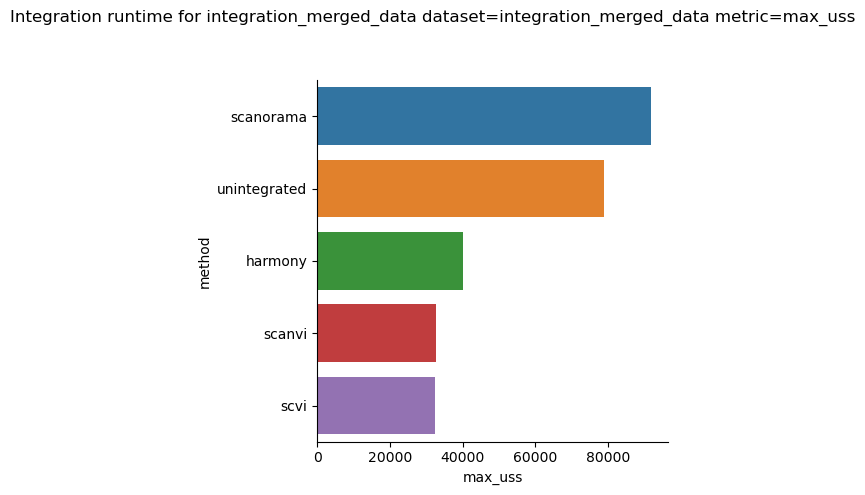 Integration runtime for integration_merged_data dataset=integration_merged_data metric=max_uss
scanorama
unintegrated
harmony
scanvi
scvi
method
0 20000 40000 60000 80000
max_uss